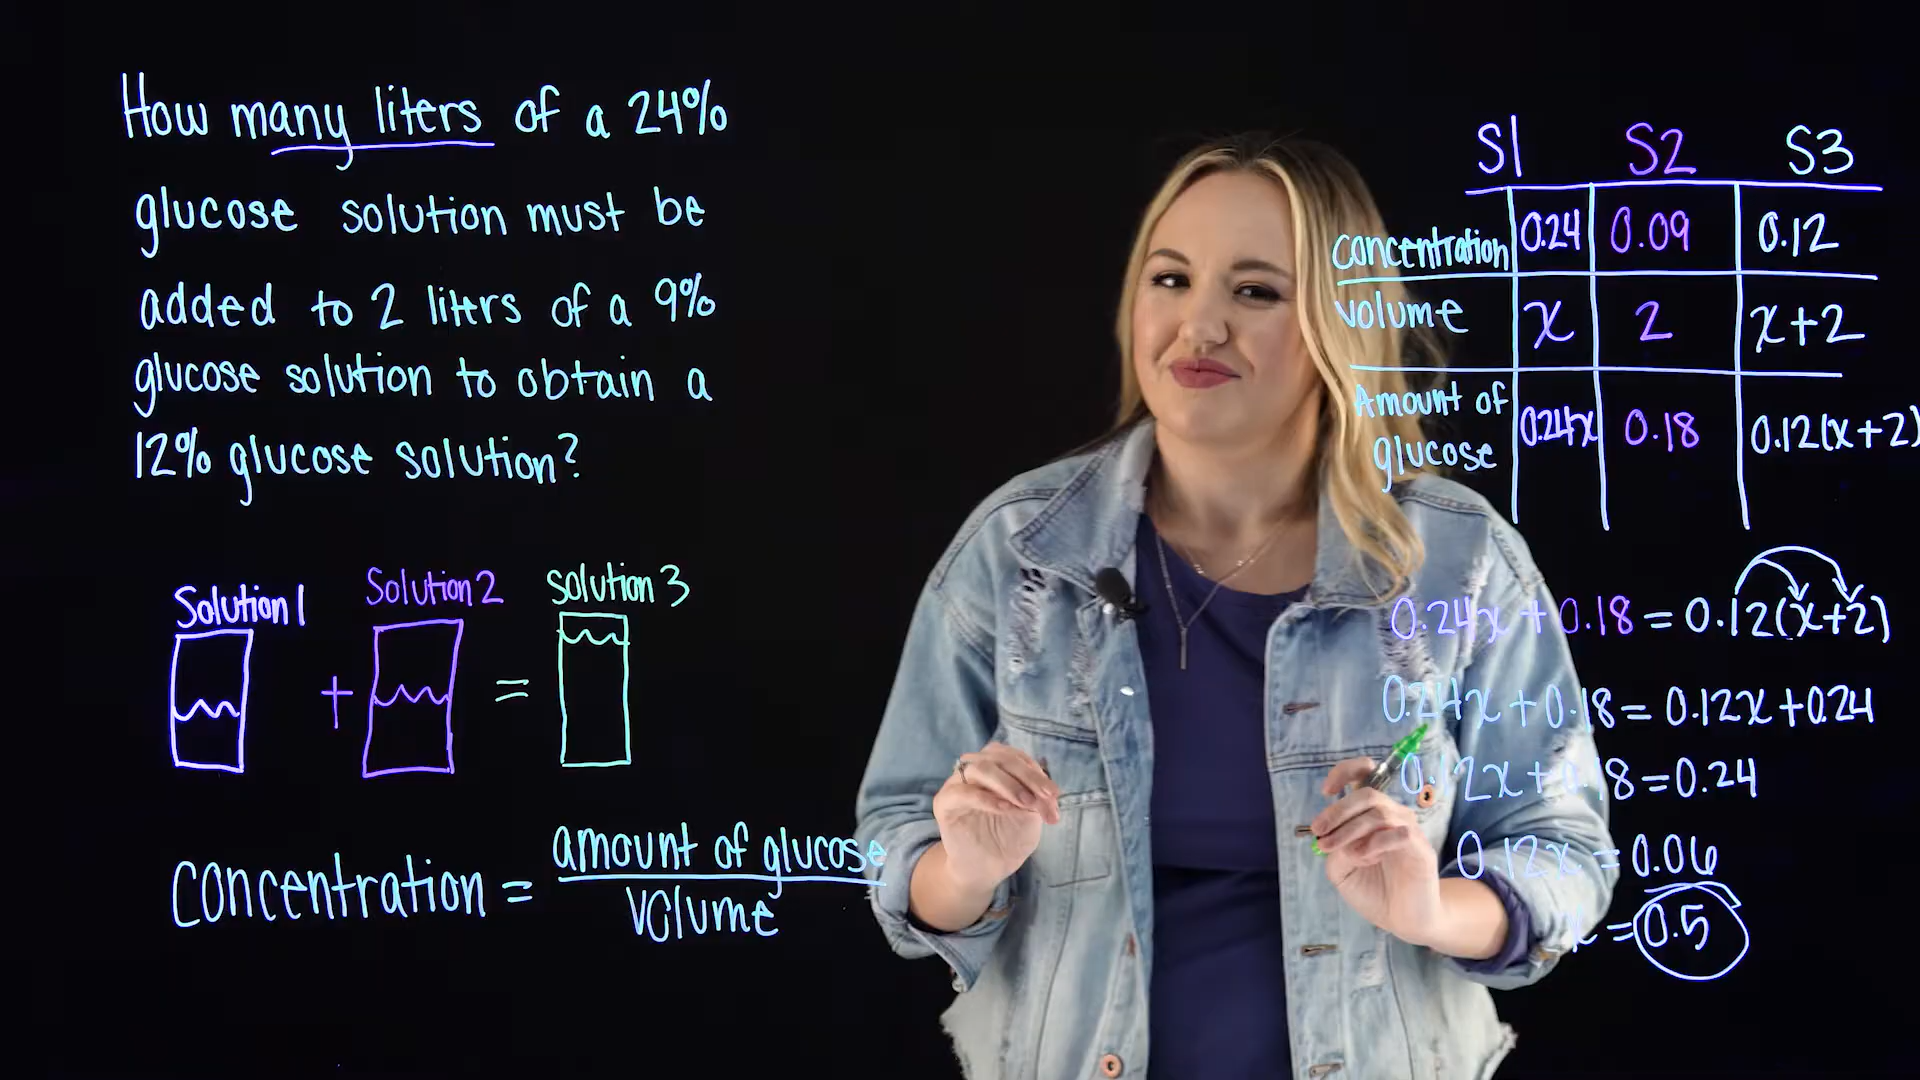 How many liters of a 24%
glucose solution must be
added to 2 liters of a 9%
glucose solution to obtain a
12% glucose solution?
Solution 1
Solution 2
solution 3
+
=
concentration = amount of glucose
volume
S1 S2 S3
concentration 0.24 0.09 0.12
volume x 2 x+2
Amount of
glucose 0.24x 0.18 0.12(x+2)
0.24x + 0.18 = 0.12(x+2)
0.24x + 0.18 = 0.12x + 0.24
0.12x + 0.18 = 0.24
0.12x = 0.06
x = 0.5